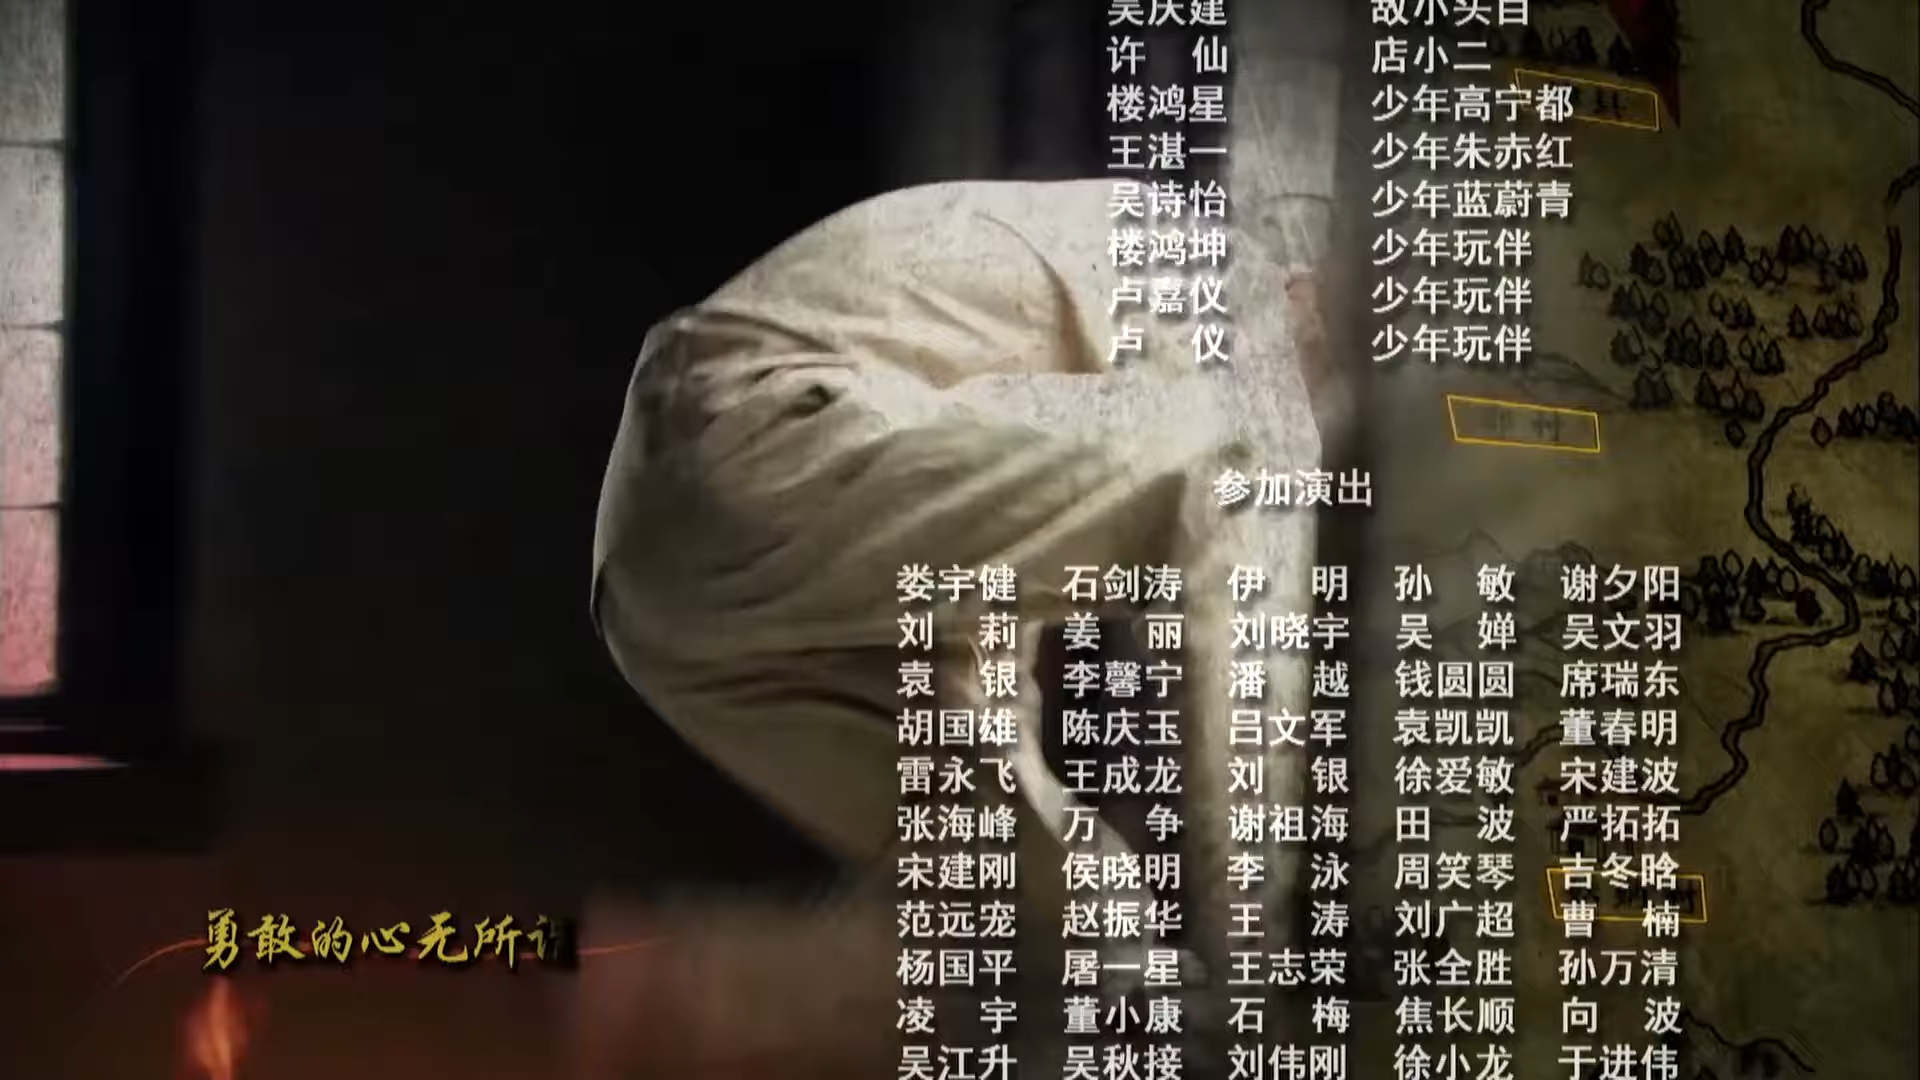 吴庆建 敌小头目
许仙 店小二
楼鸿星 少年高宁都
王湛一 少年朱赤红
吴诗怡 少年蓝蔚青
楼鸿坤 少年玩伴
卢嘉仪 少年玩伴
卢仪 少年玩伴
参加演出
娄宇健 石剑涛 伊明 孙敏 谢夕阳
刘莉 姜丽 刘晓宇 吴婵 吴文羽
袁银 李馨宁 潘越 钱圆圆 席瑞东
胡国雄 陈庆玉 吕文军 袁凯凯 董春明
雷永飞 王成龙 刘银 徐爱敏 宋建波
张海峰 万争 谢祖海 田波 严拓拓
宋建刚 侯晓明 李泳 周笑琴 吉冬晗
范远宠 赵振华 王涛 刘广超 曹楠
勇敢的心无所
杨国平 屠一星 王志荣 张全胜 孙万清
凌宇 董小康 石梅 焦长顺 向波
吴江升 吴秋接 刘伟刚 徐小龙 于进伟